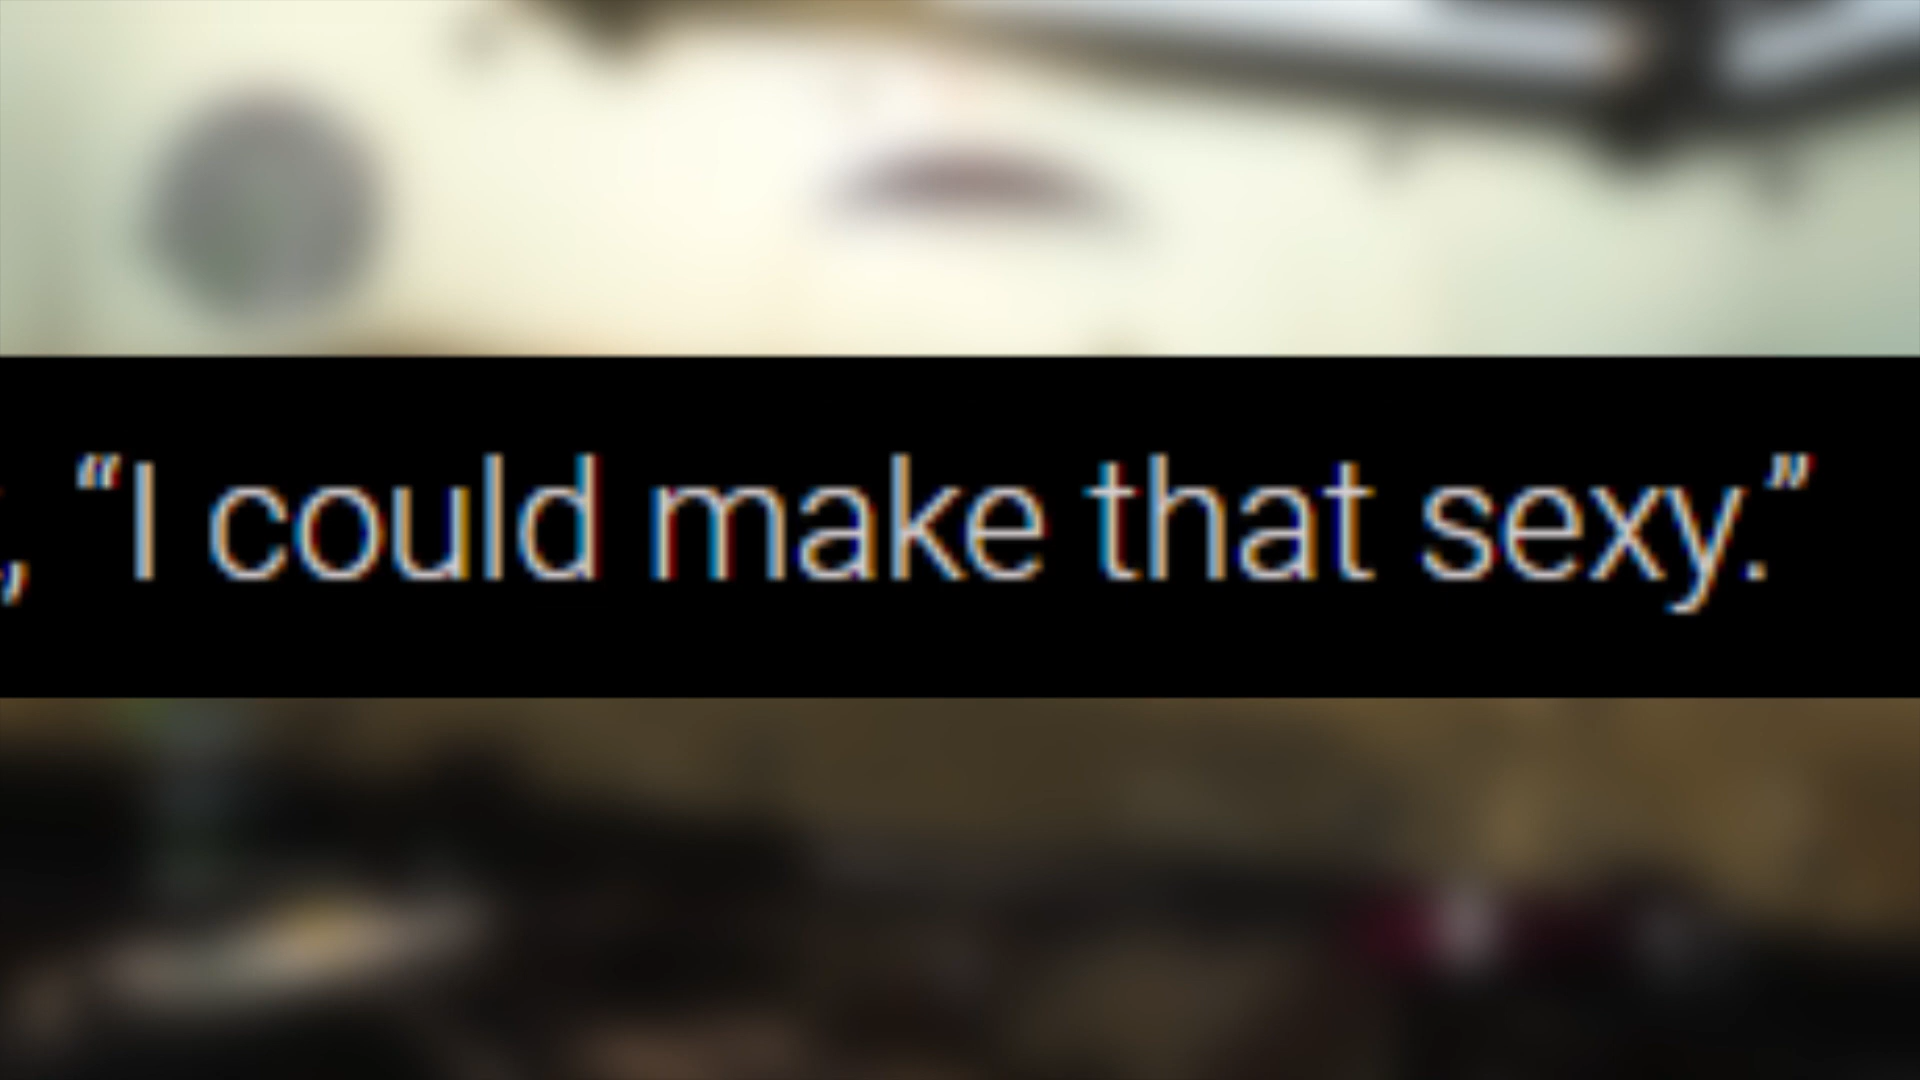 , “I could make that sexy.”